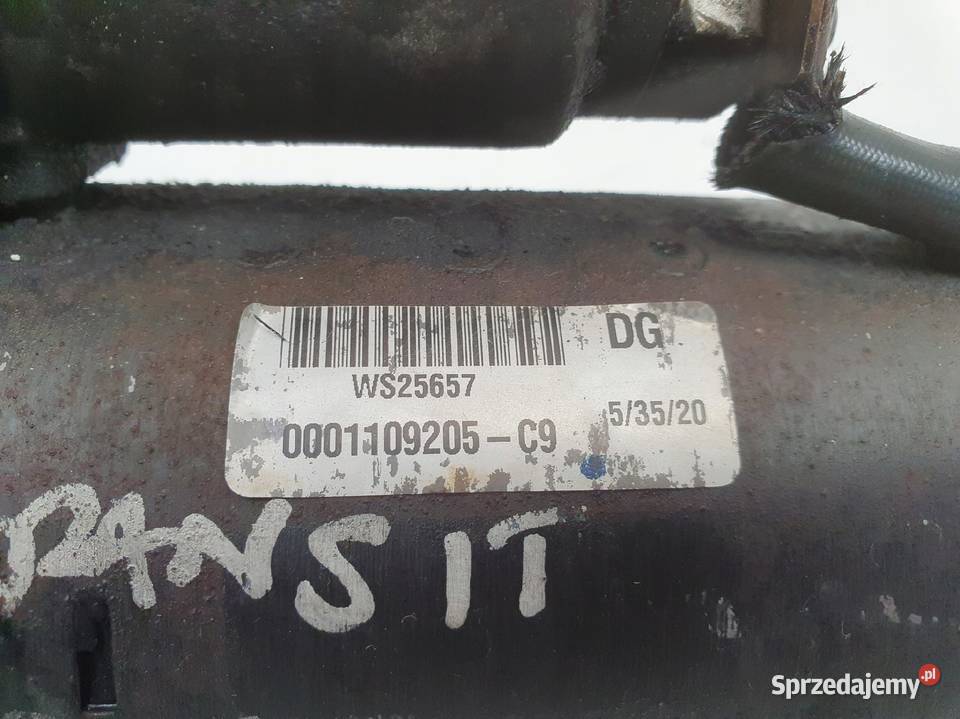 DG
WS25657
5/35/20
0001109205-C9
RANSIT
Sprzedajemy.pl